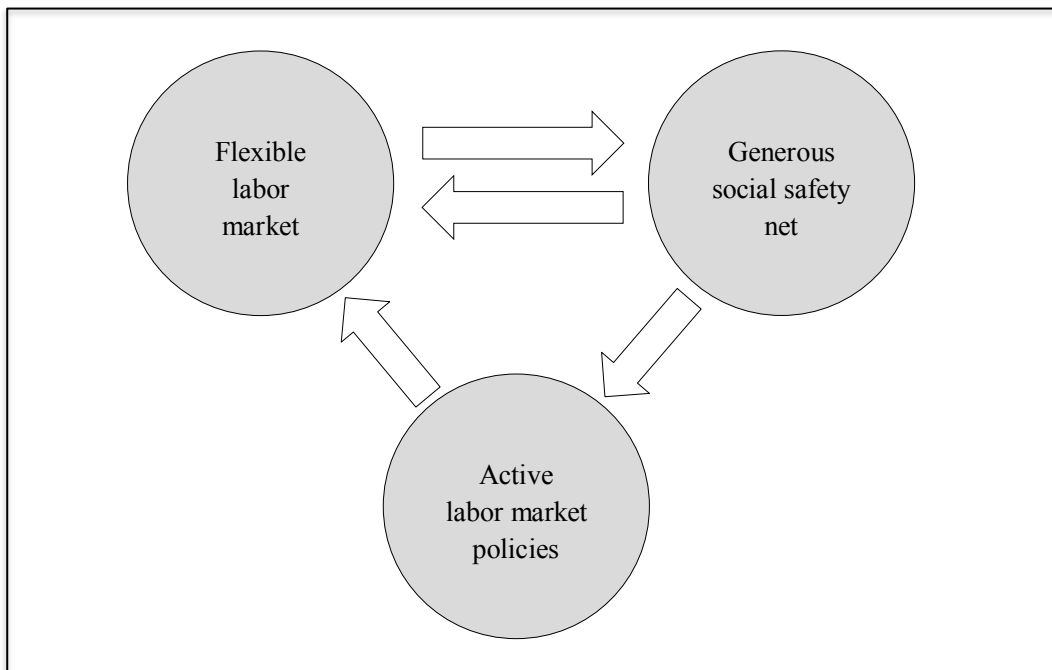 Flexible
labor
market
Generous
social safety
net
Active
labor market
policies